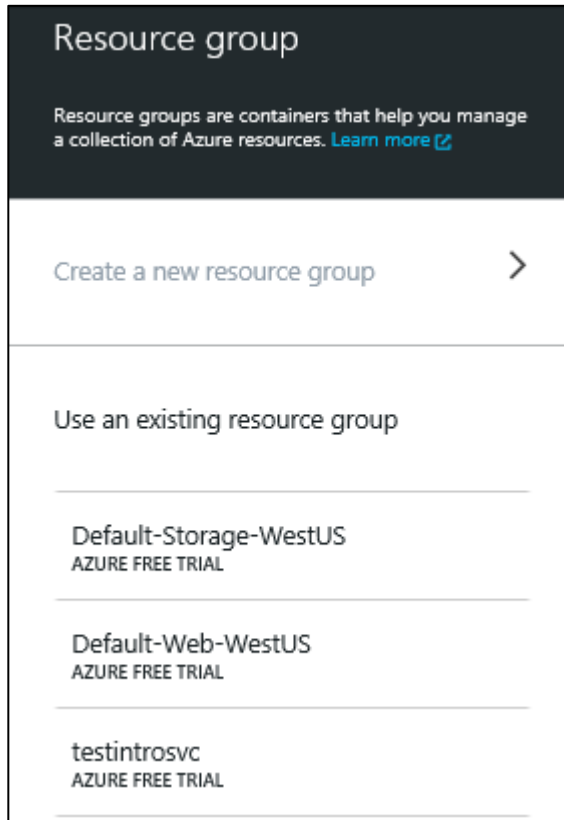 Resource group
Resource groups are containers that help you manage
a collection of Azure resources. Learn more
Create a new resource group
Use an existing resource group
Default-Storage-WestUS
AZURE FREE TRIAL
Default-Web-WestUS
AZURE FREE TRIAL
testintrosvc
AZURE FREE TRIAL